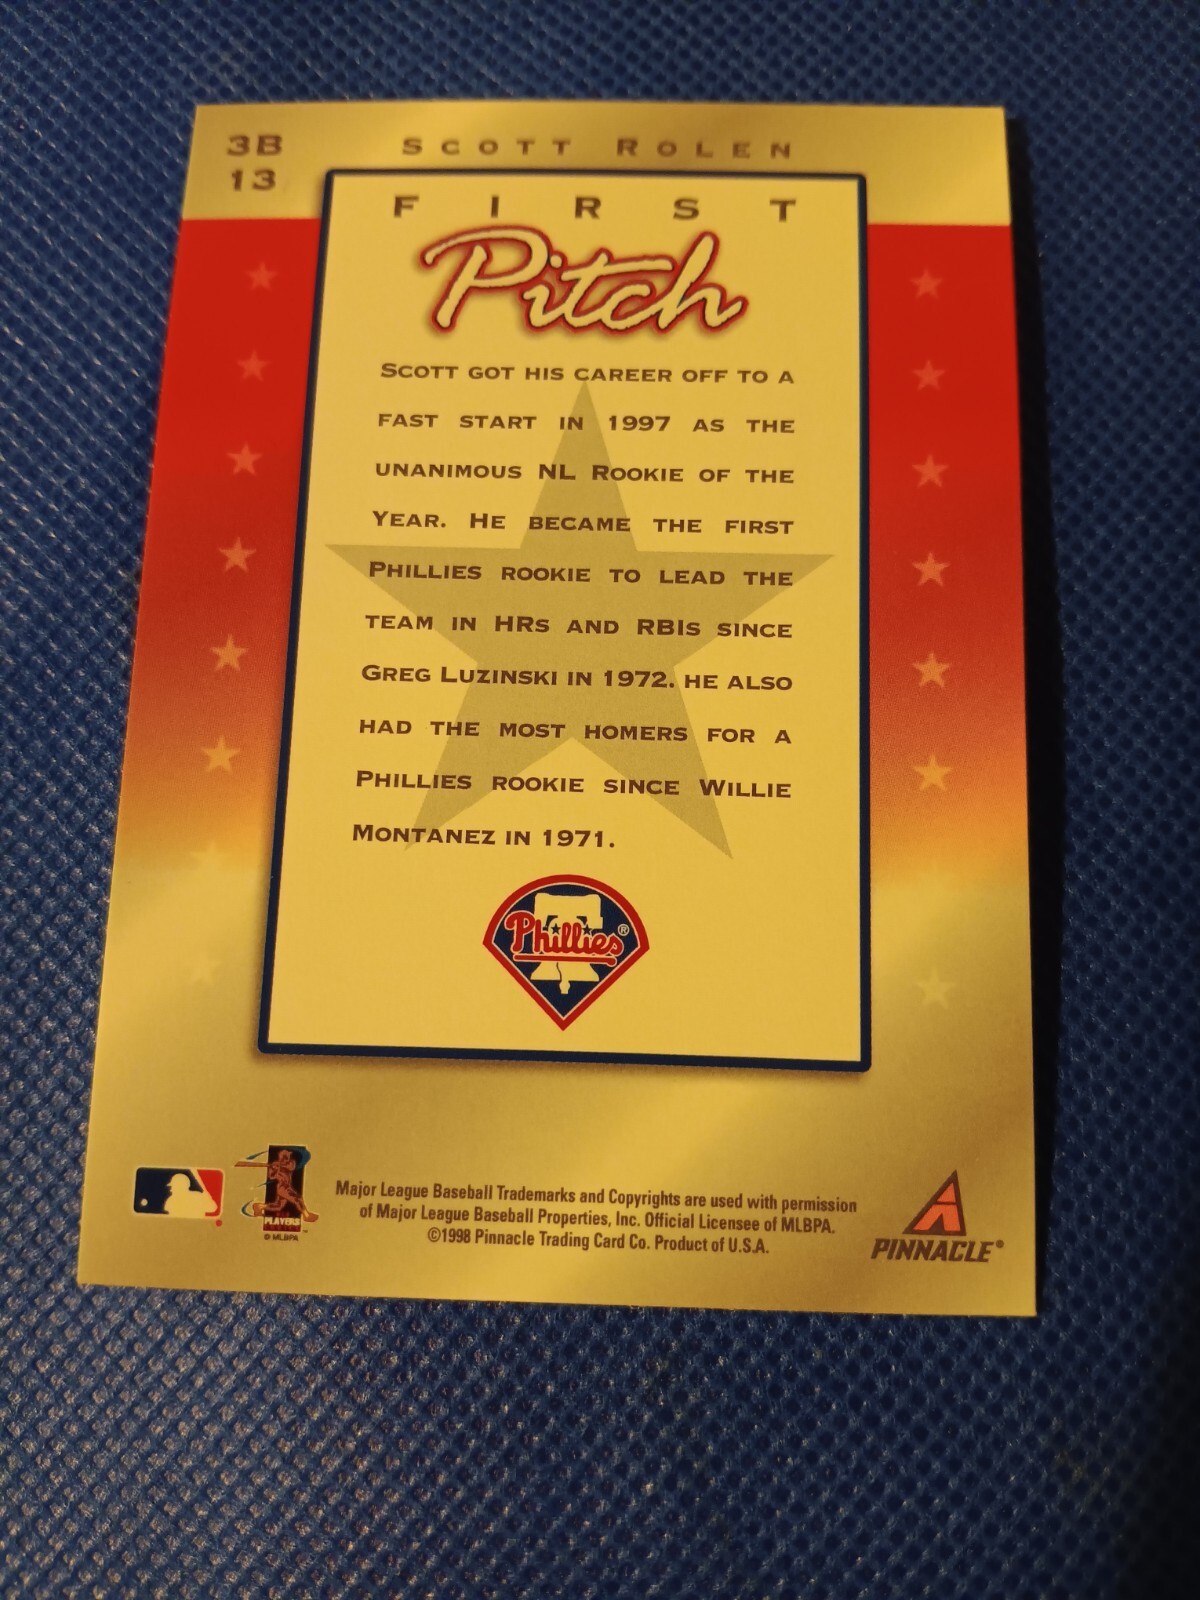 3B SCOTT ROLEN
13
FIRST
Pitch
SCOTT GOT HIS CAREER OFF TO A
FAST START IN 1997 AS THE
UNANIMOUS NL ROOKIE OF THE
YEAR. HE BECAME THE FIRST
PHILLIES ROOKIE TO LEAD THE
TEAM IN HRS AND RBIS SINCE
GREG LUZINSKI IN 1972. HE ALSO
HAD THE MOST HOMERS FOR A
PHILLIES ROOKIE SINCE WILLIE
MONTANEZ IN 1971.
Phillies®
PLAYERS
© MLBPA
Major League Baseball Trademarks and Copyrights are used with permission
of Major League Baseball Properties, Inc. Official Licensee of MLBPA.
©1998 Pinnacle Trading Card Co. Product of U.S.A.
PINNACLE®